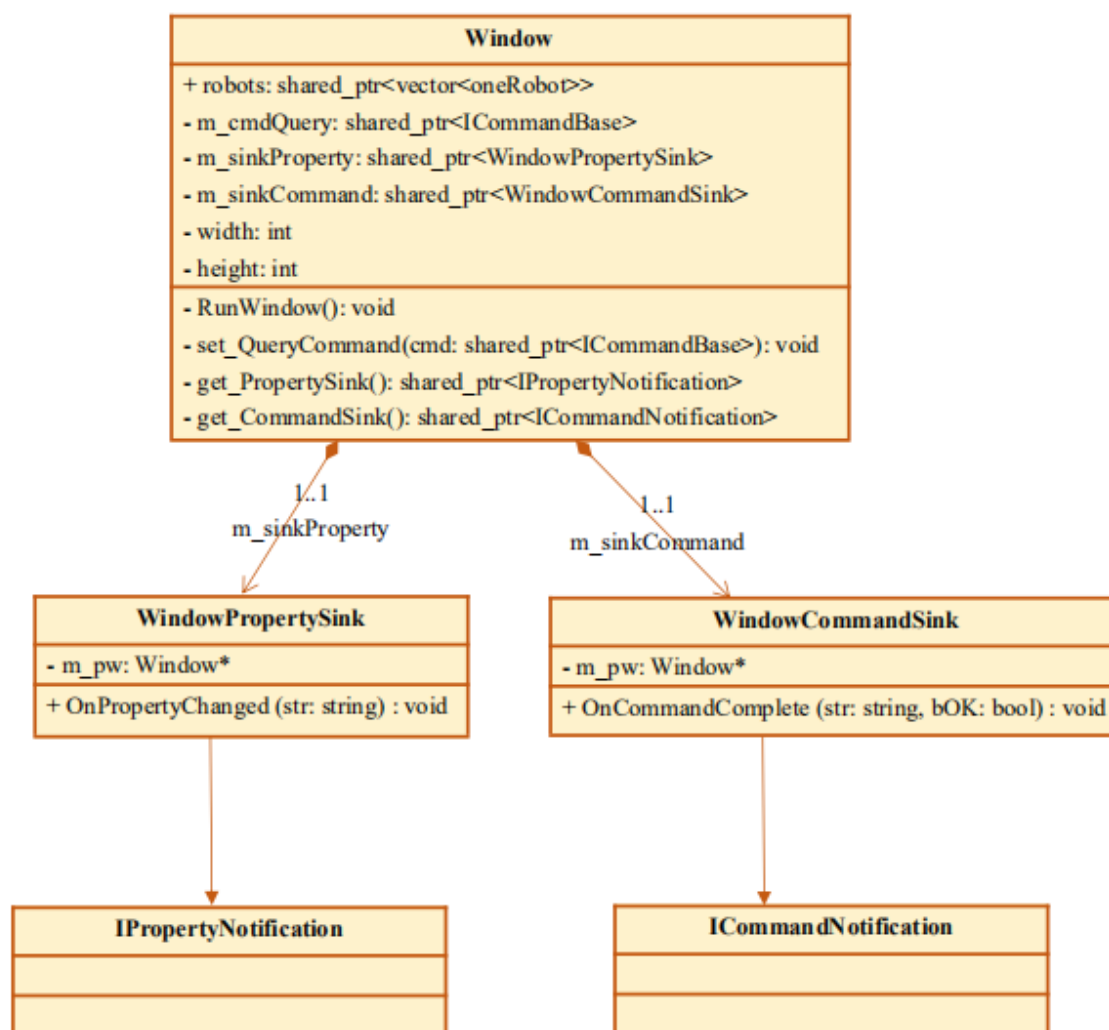 Window
+ robots: shared_ptr<vector<oneRobot>>
- m_cmdQuery: shared_ptr<ICommandBase>
- m_sinkProperty: shared_ptr<WindowPropertySink>
- m_sinkCommand: shared_ptr<WindowCommandSink>
- width: int
- height: int
- RunWindow(): void
- set_QueryCommand(cmd: shared_ptr<ICommandBase>): void
- get_PropertySink(): shared_ptr<IPropertyNotification>
- get_CommandSink(): shared_ptr<ICommandNotification>
1..1
m_sinkProperty
1..1
m_sinkCommand
WindowPropertySink
- m_pw: Window*
+ OnPropertyChanged (str: string) : void
WindowCommandSink
- m_pw: Window*
+ OnCommandComplete (str: string, bOK: bool) : void
IPropertyNotification
ICommandNotification